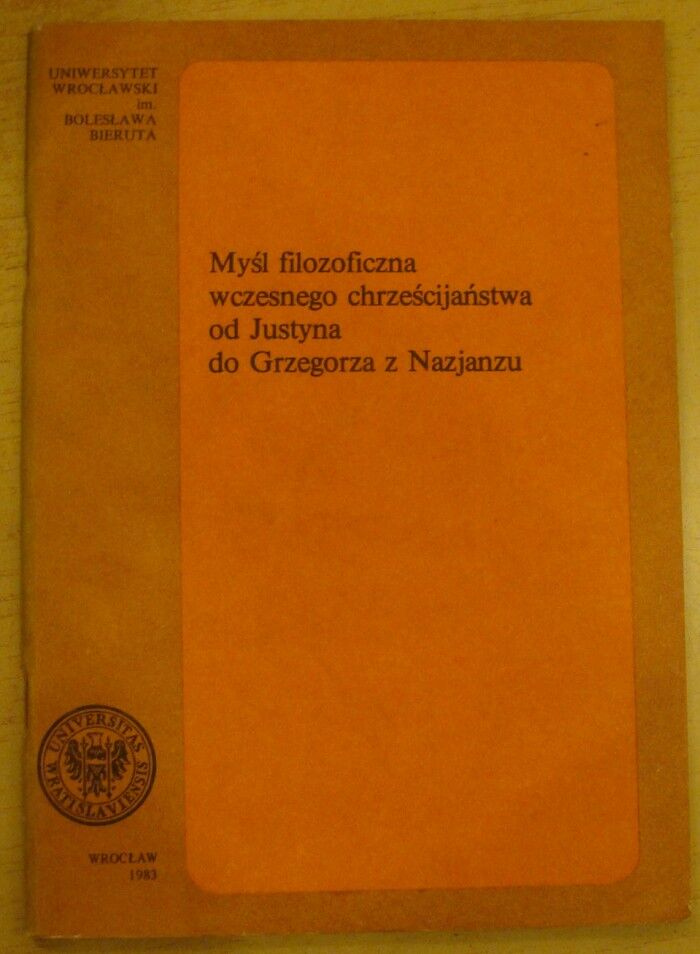 UNIWERSYTET
WROCŁAWSKI
im.
BOLESŁAWA
BIERUTA
Myśl filozoficzna
wczesnego chrześcijaństwa
od Justyna
do Grzegorza z Nazjanzu
UNIVERSITAS
WRATISLAVIENSIS
WROCŁAW
1983